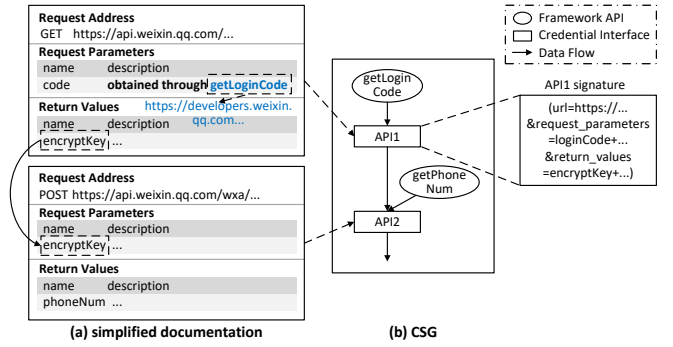 Request Address
GET https://api.weixin.qq.com/...
Request Parameters
name description
code obtained through getLoginCode
Return Values
https://developers.weixin.
qq.com...
name description
encryptKey ...
Request Address
POST https://api.weixin.qq.com/wxa/...
Request Parameters
name description
encryptKey ...
Return Values
name description
phoneNum ...
(a) simplified documentation
getLogin
Code
API1
getPhone
Num
API2
(b) CSG
Framework API
Credential Interface
Data Flow
API1 signature
(url=https://...
&request_parameters
=loginCode+...
&return_values
=encryptKey+...)